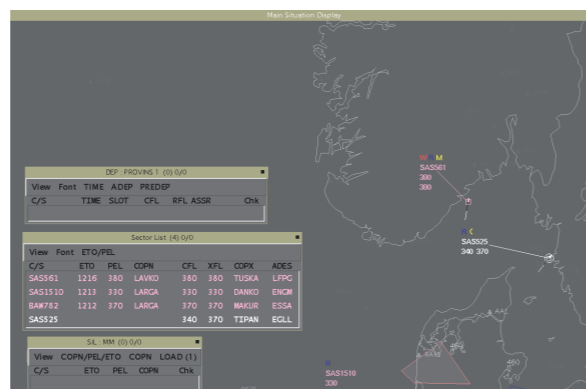 Main Situation Display
DEP : PROVINS 1 (0) 0/0
View Font TIME ADEP PREDEP
C/S TIME SLOT CFL RFL ASSR Chk
Sector List (4) 0/0
View Font ETO/PEL
C/S ETO PEL COPN CFL XFL COPX ADES
SAS561 1216 380 LAVKO 380 380 TUSKA LFPG
SAS1510 1213 330 LARGA 330 330 DANKO ENGM
BAW782 1212 370 LARGA 370 370 MAKUR ESSA
SAS525 340 370 TIPAN EGLL
SIL : MM (0) 0/0
View COPN/PEL/ETO COPN LOAD (1)
C/S ETO PEL COPN Chk
W M
SAS561
380
380
SAS525
340 370
SAS1510
330